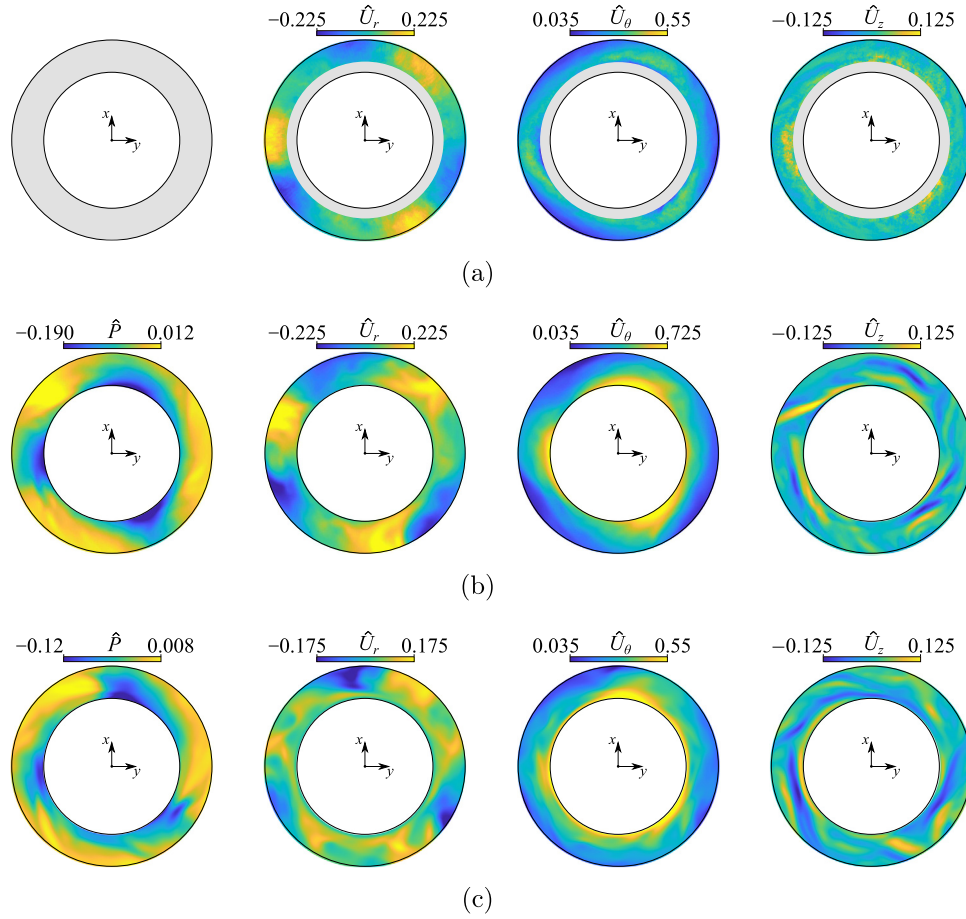 −0.225 Û_r 0.225 0.035 Û_θ 0.55 −0.125 Û_z 0.125
x y x y x y x y
(a)
−0.190 P̂ 0.012 −0.225 Û_r 0.225 0.035 Û_θ 0.725 −0.125 Û_z 0.125
x y x y x y x y
(b)
−0.12 P̂ 0.008 −0.175 Û_r 0.175 0.035 Û_θ 0.55 −0.125 Û_z 0.125
x y x y x y x y
(c)